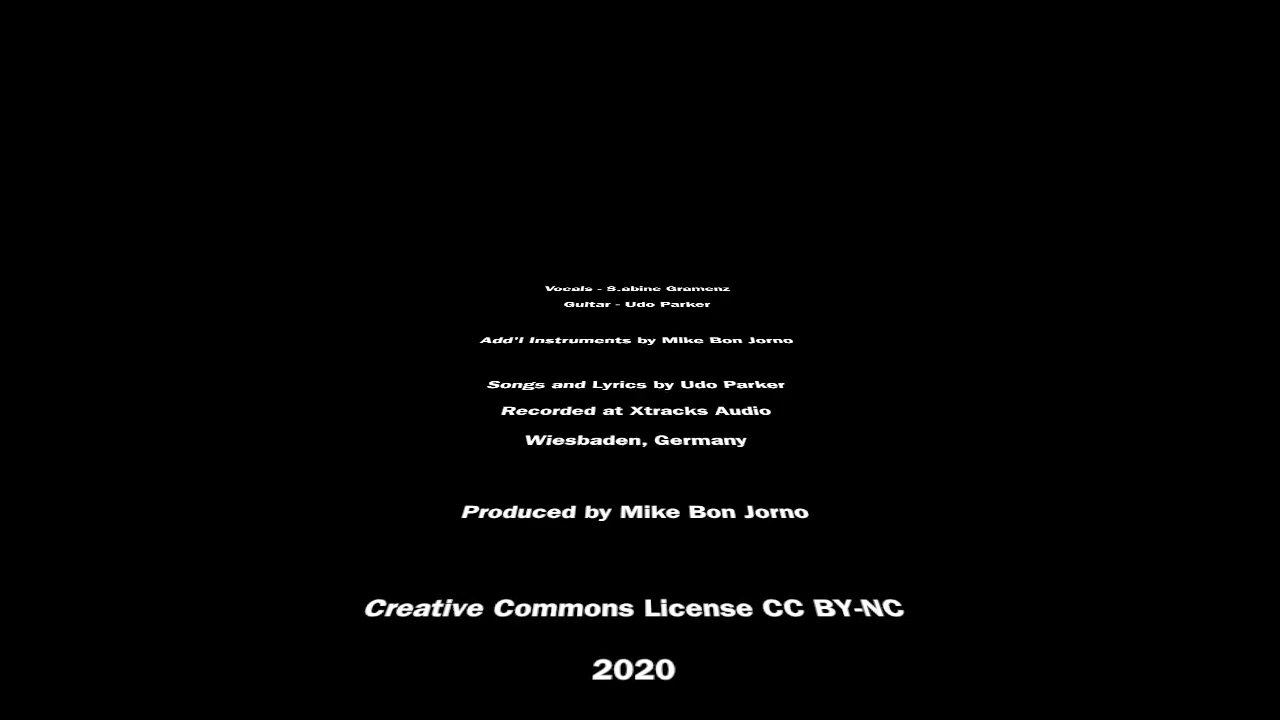 Vocals - S.abine Gramenz
Guitar - Udo Parker
Add'l Instruments by Mike Bon Jorno
Songs and Lyrics by Udo Parker
Recorded at Xtracks Audio
Wiesbaden, Germany
Produced by Mike Bon Jorno
Creative Commons License CC BY-NC
2020